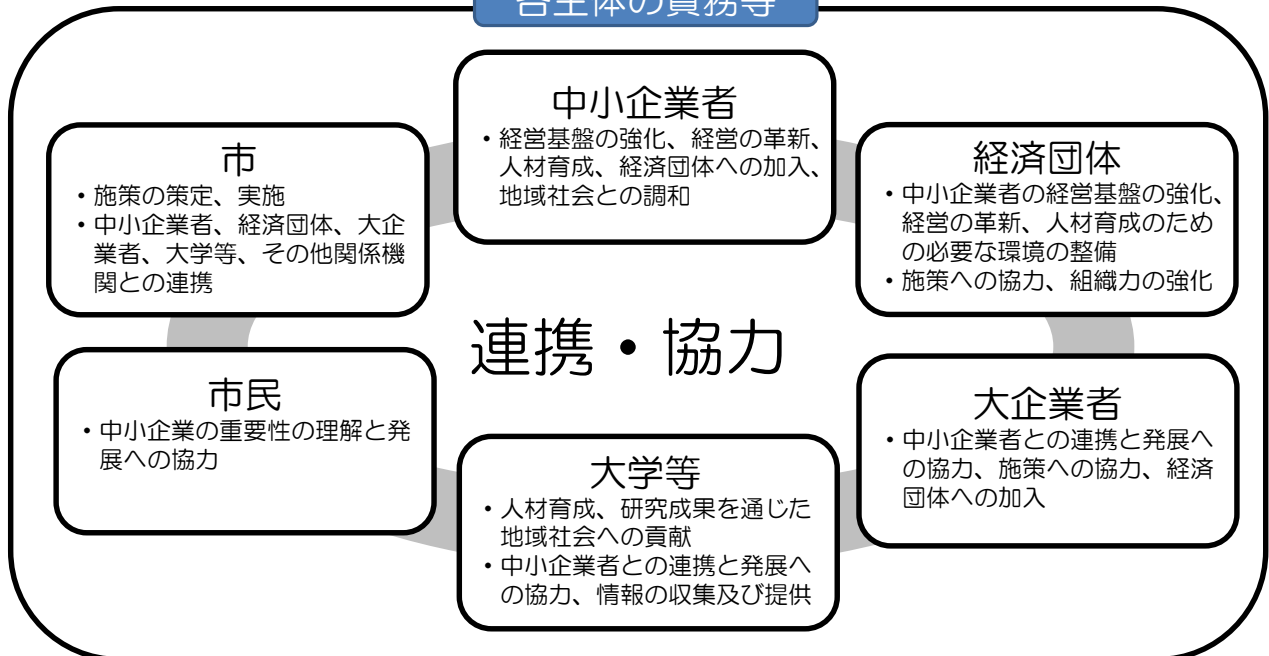 各主体の責務等
中小企業者
・経営基盤の強化、経営の革新、
人材育成、経済団体への加入、
地域社会との調和
市
・施策の策定、実施
・中小企業者、経済団体、大企
業者、大学等、その他関係機
関との連携
経済団体
・中小企業者の経営基盤の強化、
経営の革新、人材育成のため
の必要な環境の整備
・施策への協力、組織力の強化
連携・協力
市民
・中小企業の重要性の理解と発
展への協力
大企業者
・中小企業者との連携と発展へ
の協力、施策への協力、経済
団体への加入
大学等
・人材育成、研究成果を通じた
地域社会への貢献
・中小企業者との連携と発展へ
の協力、情報の収集及び提供